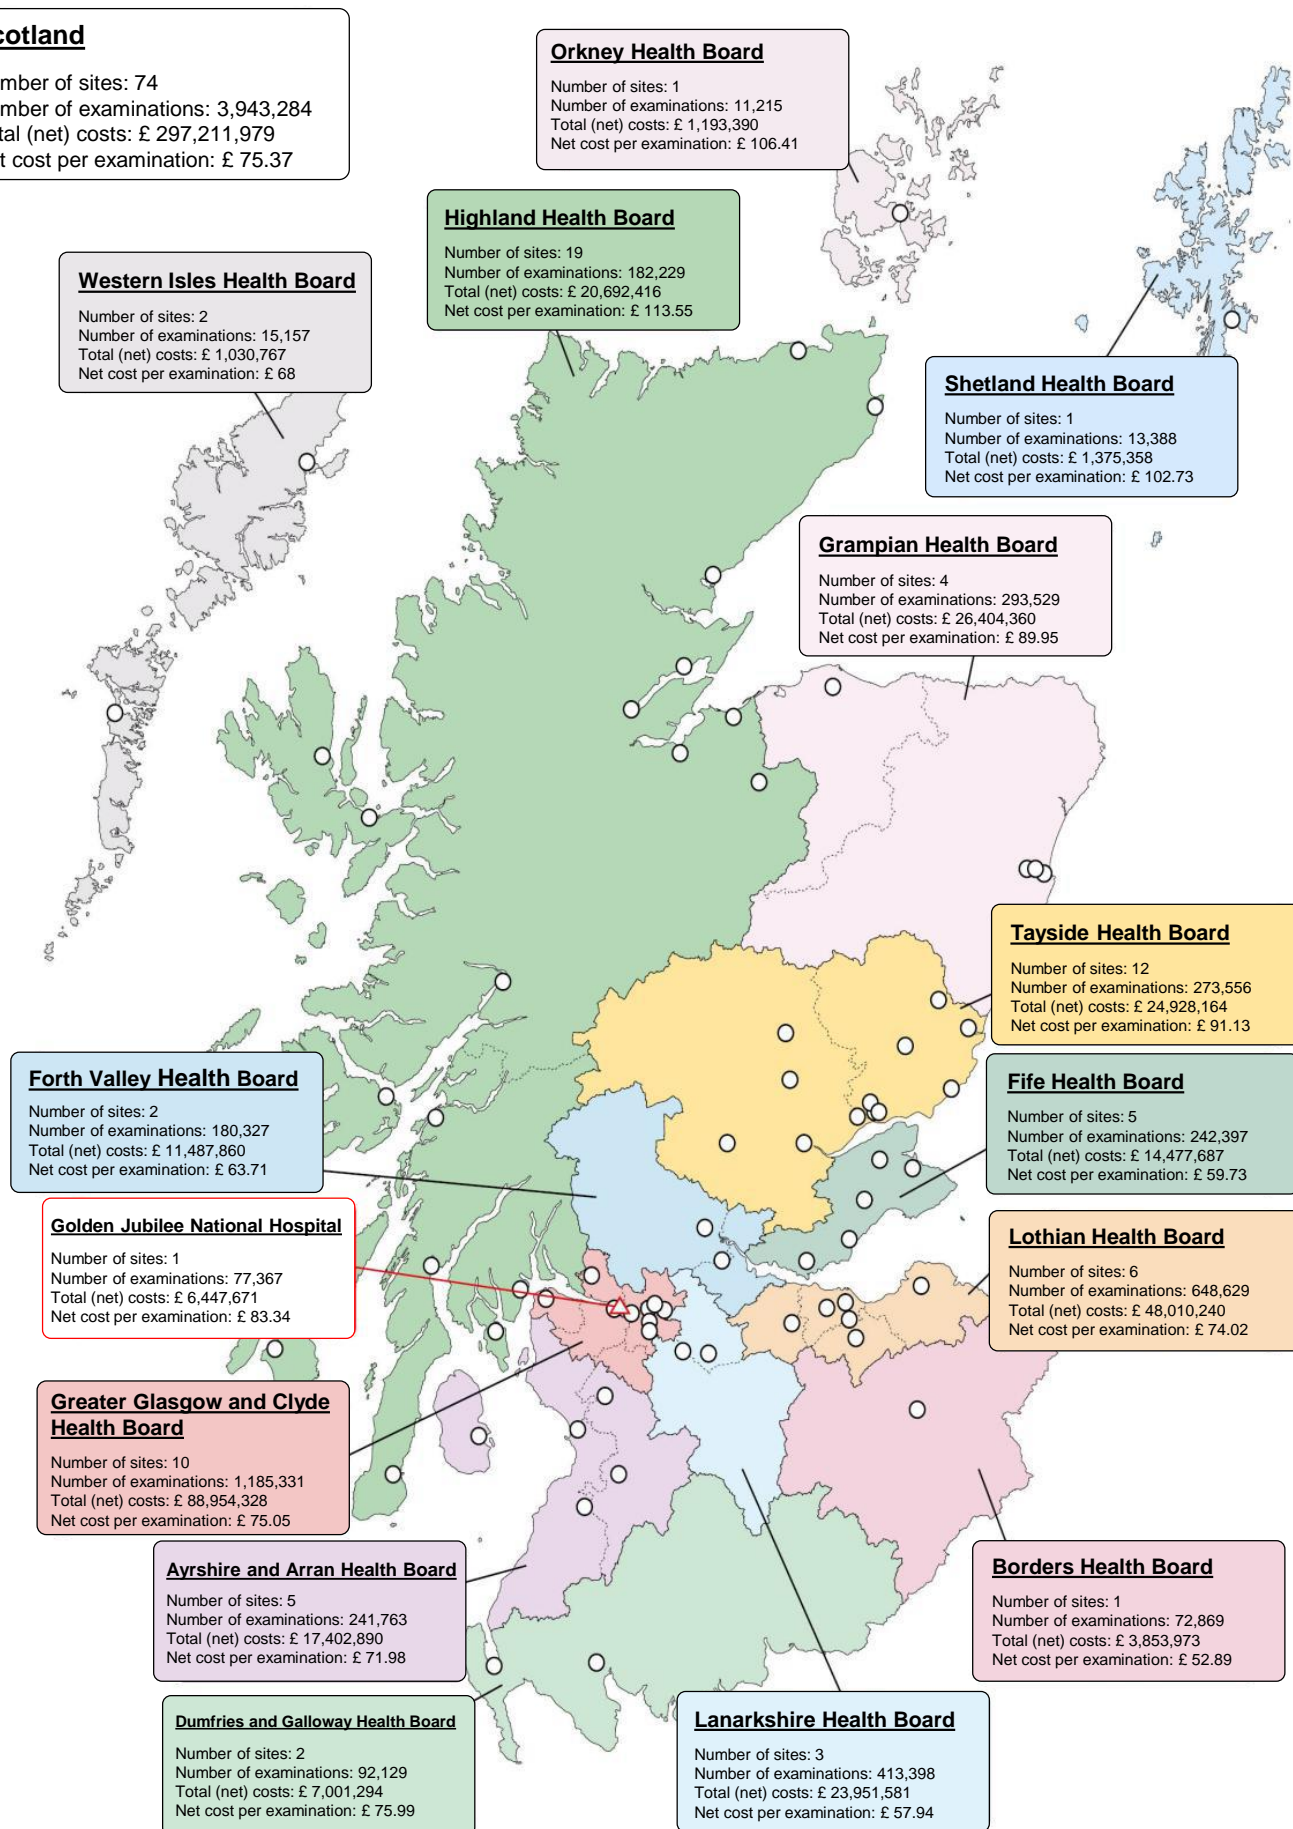 cotland
mber of sites: 74
mber of examinations: 3,943,284
tal (net) costs: £ 297,211,979
t cost per examination: £ 75.37
Orkney Health Board
Number of sites: 1
Number of examinations: 11,215
Total (net) costs: £ 1,193,390
Net cost per examination: £ 106.41
Highland Health Board
Number of sites: 19
Number of examinations: 182,229
Total (net) costs: £ 20,692,416
Net cost per examination: £ 113.55
Western Isles Health Board
Number of sites: 2
Number of examinations: 15,157
Total (net) costs: £ 1,030,767
Net cost per examination: £ 68
Shetland Health Board
Number of sites: 1
Number of examinations: 13,388
Total (net) costs: £ 1,375,358
Net cost per examination: £ 102.73
Grampian Health Board
Number of sites: 4
Number of examinations: 293,529
Total (net) costs: £ 26,404,360
Net cost per examination: £ 89.95
Tayside Health Board
Number of sites: 12
Number of examinations: 273,556
Total (net) costs: £ 24,928,164
Net cost per examination: £ 91.13
Forth Valley Health Board
Number of sites: 2
Number of examinations: 180,327
Total (net) costs: £ 11,487,860
Net cost per examination: £ 63.71
Fife Health Board
Number of sites: 5
Number of examinations: 242,397
Total (net) costs: £ 14,477,687
Net cost per examination: £ 59.73
Golden Jubilee National Hospital
Number of sites: 1
Number of examinations: 77,367
Total (net) costs: £ 6,447,671
Net cost per examination: £ 83.34
Lothian Health Board
Number of sites: 6
Number of examinations: 648,629
Total (net) costs: £ 48,010,240
Net cost per examination: £ 74.02
Greater Glasgow and Clyde
Health Board
Number of sites: 10
Number of examinations: 1,185,331
Total (net) costs: £ 88,954,328
Net cost per examination: £ 75.05
Ayrshire and Arran Health Board
Number of sites: 5
Number of examinations: 241,763
Total (net) costs: £ 17,402,890
Net cost per examination: £ 71.98
Borders Health Board
Number of sites: 1
Number of examinations: 72,869
Total (net) costs: £ 3,853,973
Net cost per examination: £ 52.89
Dumfries and Galloway Health Board
Number of sites: 2
Number of examinations: 92,129
Total (net) costs: £ 7,001,294
Net cost per examination: £ 75.99
Lanarkshire Health Board
Number of sites: 3
Number of examinations: 413,398
Total (net) costs: £ 23,951,581
Net cost per examination: £ 57.94